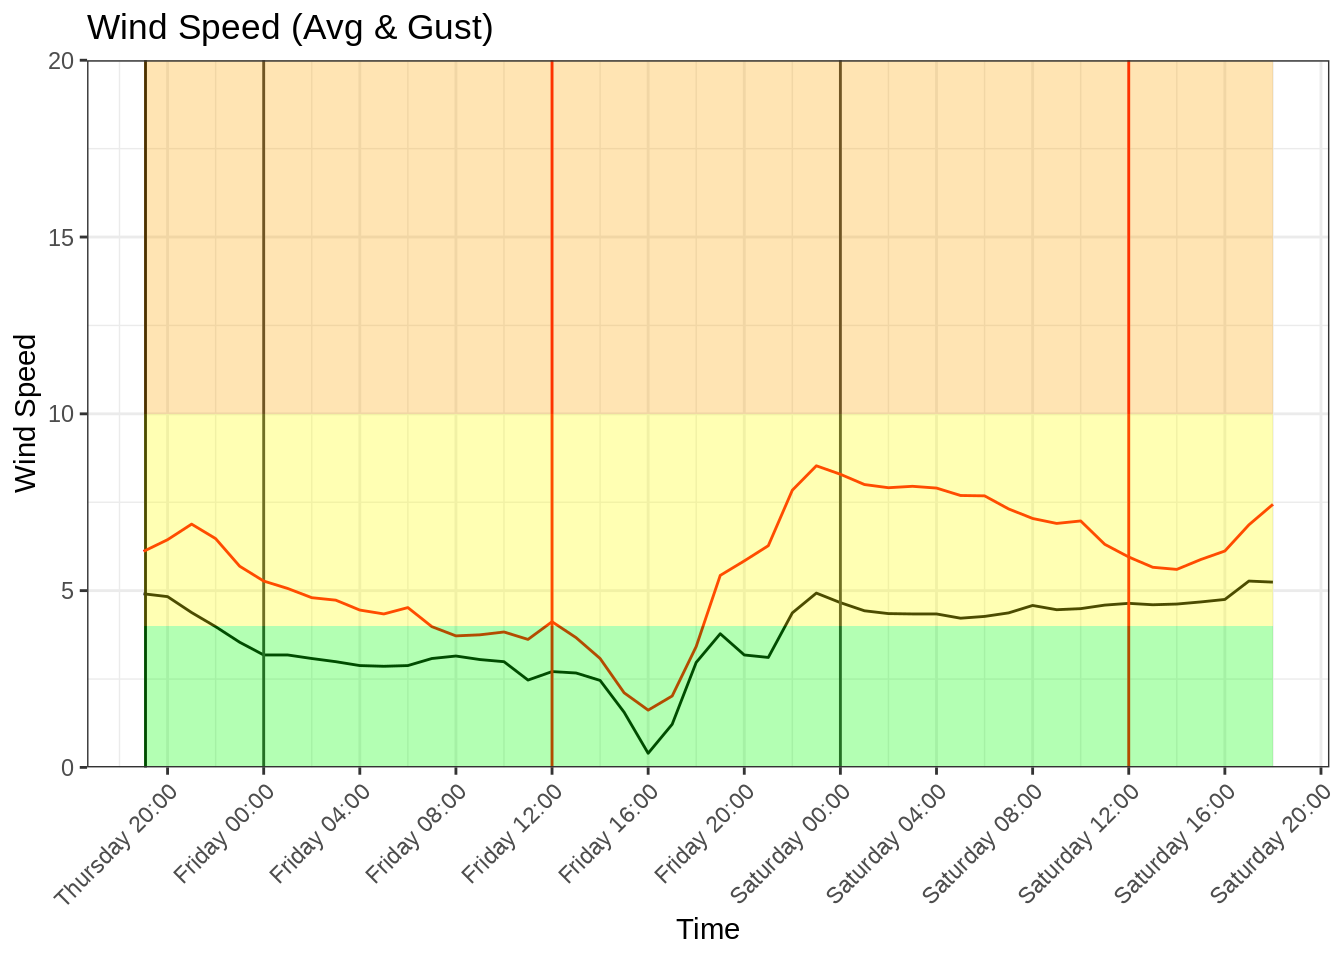 Wind Speed (Avg & Gust)
20
15
10
5
0
Wind Speed
Thursday 20:00
Friday 00:00
Friday 04:00
Friday 08:00
Friday 12:00
Friday 16:00
Friday 20:00
Saturday 00:00
Saturday 04:00
Saturday 08:00
Saturday 12:00
Saturday 16:00
Saturday 20:00
Time